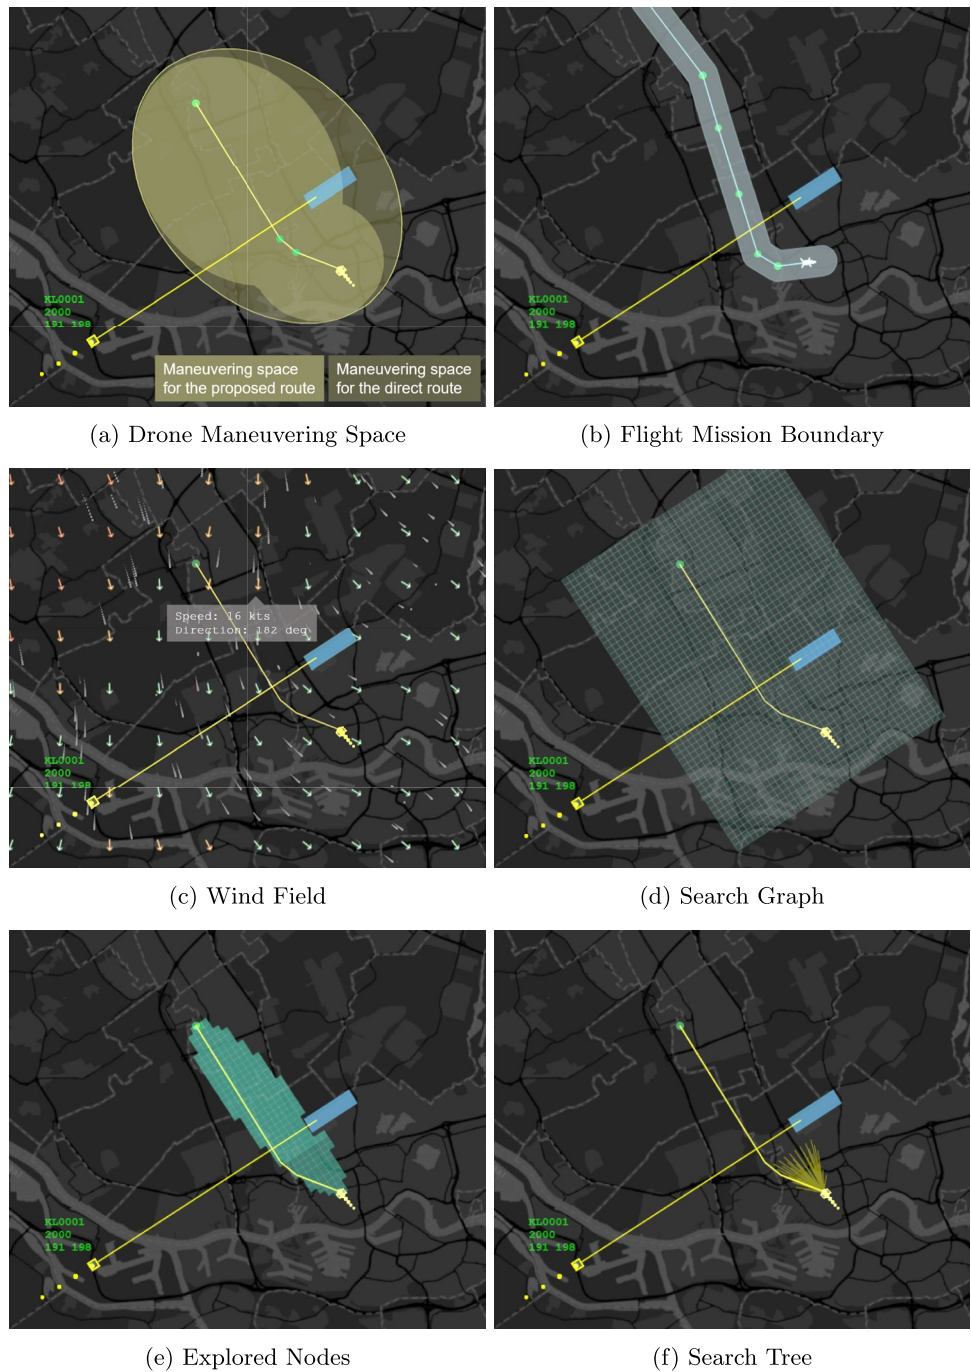 KL0001
2000
191 198
Maneuvering space
for the proposed route
Maneuvering space
for the direct route
(a) Drone Maneuvering Space
KL0001
2000
191 198
(b) Flight Mission Boundary
Speed: 16 kts
Direction: 182 deg
KL0001
2000
191 198
(c) Wind Field
KL0001
2000
191 198
(d) Search Graph
KL0001
2000
191 198
(e) Explored Nodes
KL0001
2000
191 198
(f) Search Tree